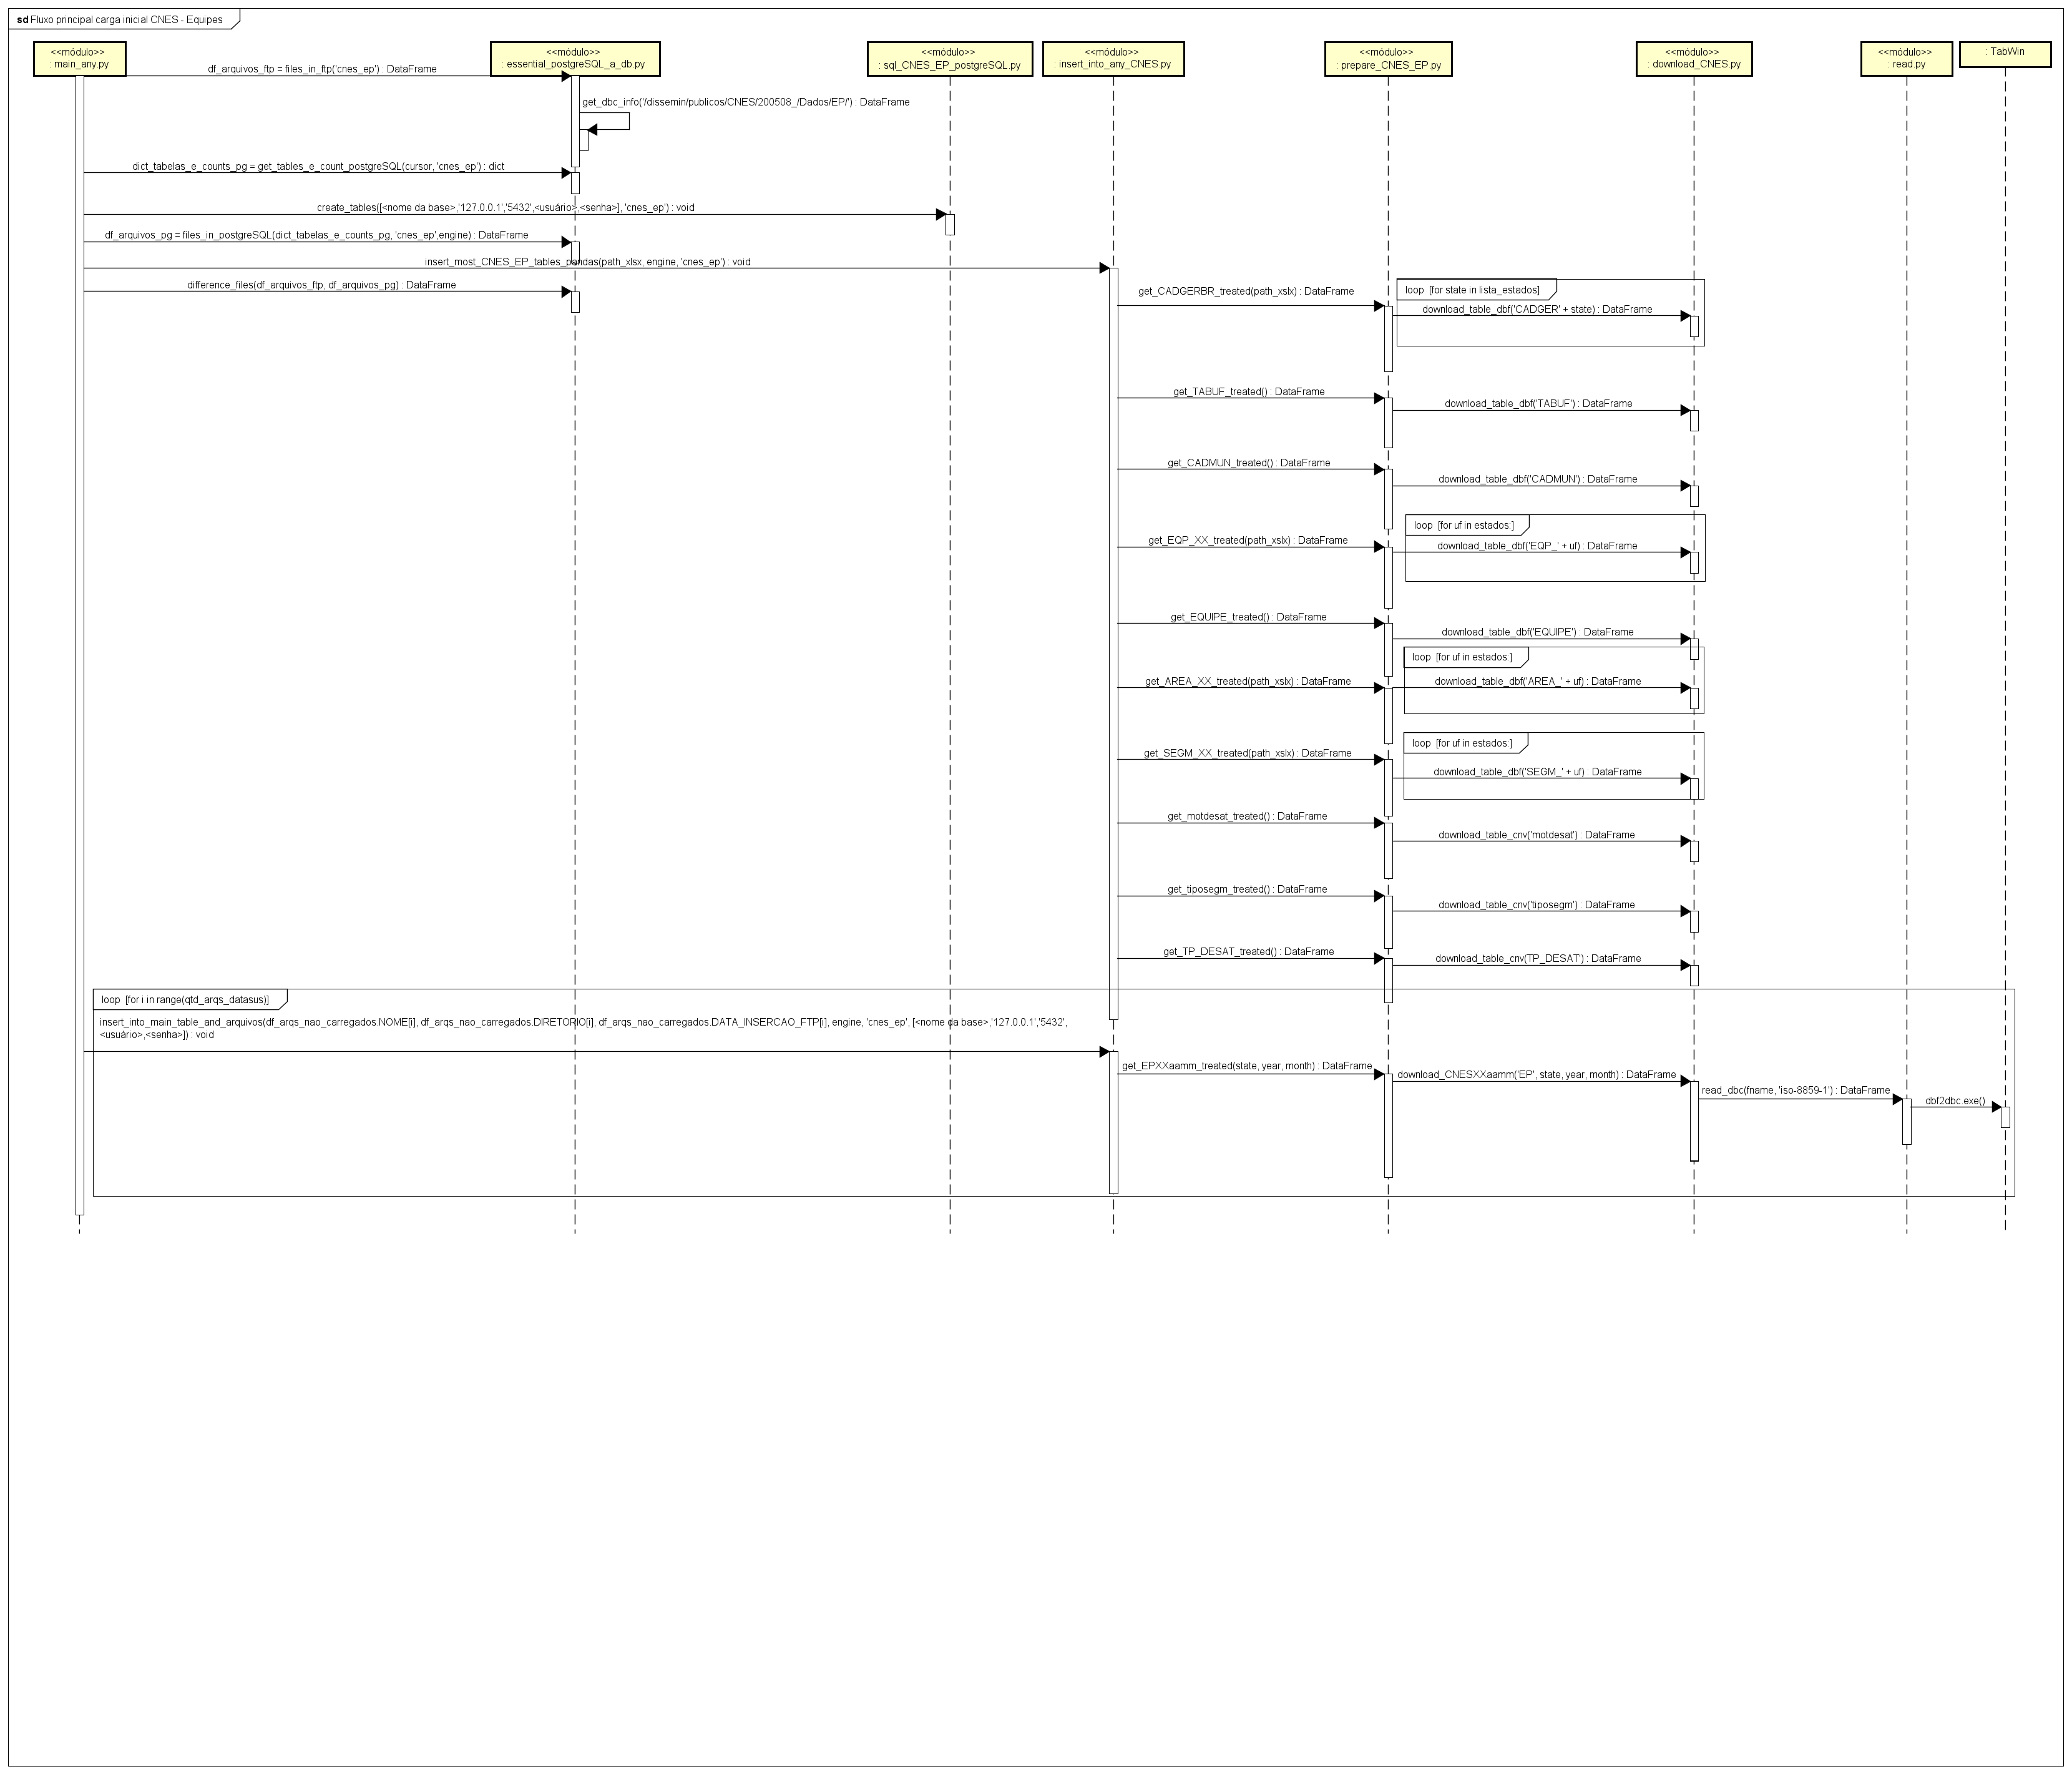 sd Fluxo principal carga inicial CNES - Equipes
<<módulo>>
: main_any.py
<<módulo>>
: essential_postgreSQL_a_db.py
<<módulo>>
: sql_CNES_EP_postgreSQL.py
<<módulo>>
: insert_into_any_CNES.py
<<módulo>>
: prepare_CNES_EP.py
<<módulo>>
: download_CNES.py
<<módulo>>
: read.py
: TabWin
df_arquivos_ftp = files_in_ftp('cnes_ep') : DataFrame
get_dbc_info('/dissemin/publicos/CNES/200508_/Dados/EP/') : DataFrame
dict_tabelas_e_counts_pg = get_tables_e_count_postgreSQL(cursor, 'cnes_ep') : dict
create_tables([<nome da base>,'127.0.0.1','5432',<usuário>,<senha>], 'cnes_ep') : void
df_arquivos_pg = files_in_postgreSQL(dict_tabelas_e_counts_pg, 'cnes_ep',engine) : DataFrame
insert_most_CNES_EP_tables_pandas(path_xlsx, engine, 'cnes_ep') : void
difference_files(df_arquivos_ftp, df_arquivos_pg) : DataFrame
get_CADGERBR_treated(path_xslx) : DataFrame
loop [for state in lista_estados]
download_table_dbf('CADGER' + state) : DataFrame
get_TABUF_treated() : DataFrame
download_table_dbf('TABUF') : DataFrame
get_CADMUN_treated() : DataFrame
download_table_dbf('CADMUN') : DataFrame
loop [for uf in estados:]
get_EQP_XX_treated(path_xslx) : DataFrame
download_table_dbf('EQP_' + uf) : DataFrame
get_EQUIPE_treated() : DataFrame
download_table_dbf('EQUIPE') : DataFrame
loop [for uf in estados:]
get_AREA_XX_treated(path_xslx) : DataFrame
download_table_dbf('AREA_' + uf) : DataFrame
loop [for uf in estados:]
get_SEGM_XX_treated(path_xslx) : DataFrame
download_table_dbf('SEGM_' + uf) : DataFrame
get_motdesat_treated() : DataFrame
download_table_cnv('motdesat') : DataFrame
get_tiposegm_treated() : DataFrame
download_table_cnv('tiposegm') : DataFrame
get_TP_DESAT_treated() : DataFrame
download_table_cnv(TP_DESAT') : DataFrame
loop [for i in range(qtd_arqs_datasus)]
insert_into_main_table_and_arquivos(df_arqs_nao_carregados.NOME[i], df_arqs_nao_carregados.DIRETORIO[i], df_arqs_nao_carregados.DATA_INSERCAO_FTP[i], engine, 'cnes_ep', [<nome da base>,'127.0.0.1','5432',
<usuário>,<senha>]) : void
get_EPXXaamm_treated(state, year, month) : DataFrame
download_CNESXXaamm('EP', state, year, month) : DataFrame
read_dbc(fname, 'iso-8859-1') : DataFrame
dbf2dbc.exe()